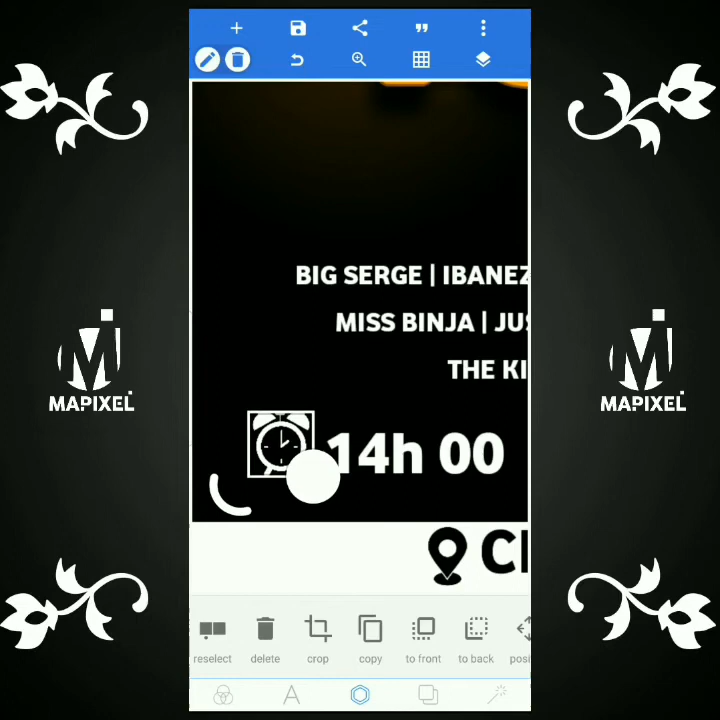 BIG SERGE | IBANEZ
MISS BINJA | JUS
THE KI
14h 00
MAPIXEL
MAPIXEL
reselect
delete
crop
copy
to front
to back
posi